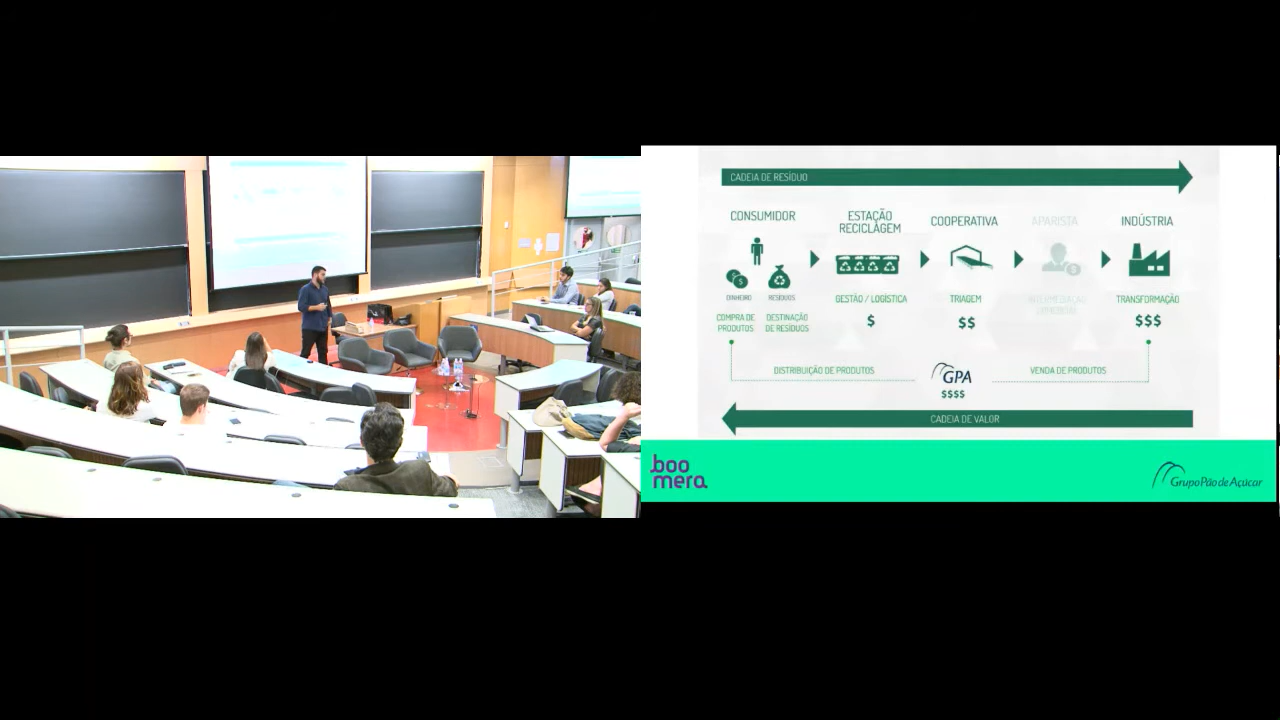 CADEIA DE RESÍDUO
CONSUMIDOR
ESTAÇÃO
RECICLAGEM
COOPERATIVA
APARISTA
INDÚSTRIA
DINHEIRO
RESÍDUOS
GESTÃO / LOGÍSTICA
TRIAGEM
TRANSFORMAÇÃO
COMPRA DE
PRODUTOS
DESTINAÇÃO
DE RESÍDUOS
$
$$
$$$
DISTRIBUIÇÃO DE PRODUTOS
GPA
$$$$
VENDA DE PRODUTOS
CADEIA DE VALOR
boo
mera
Grupo Pão de Açúcar